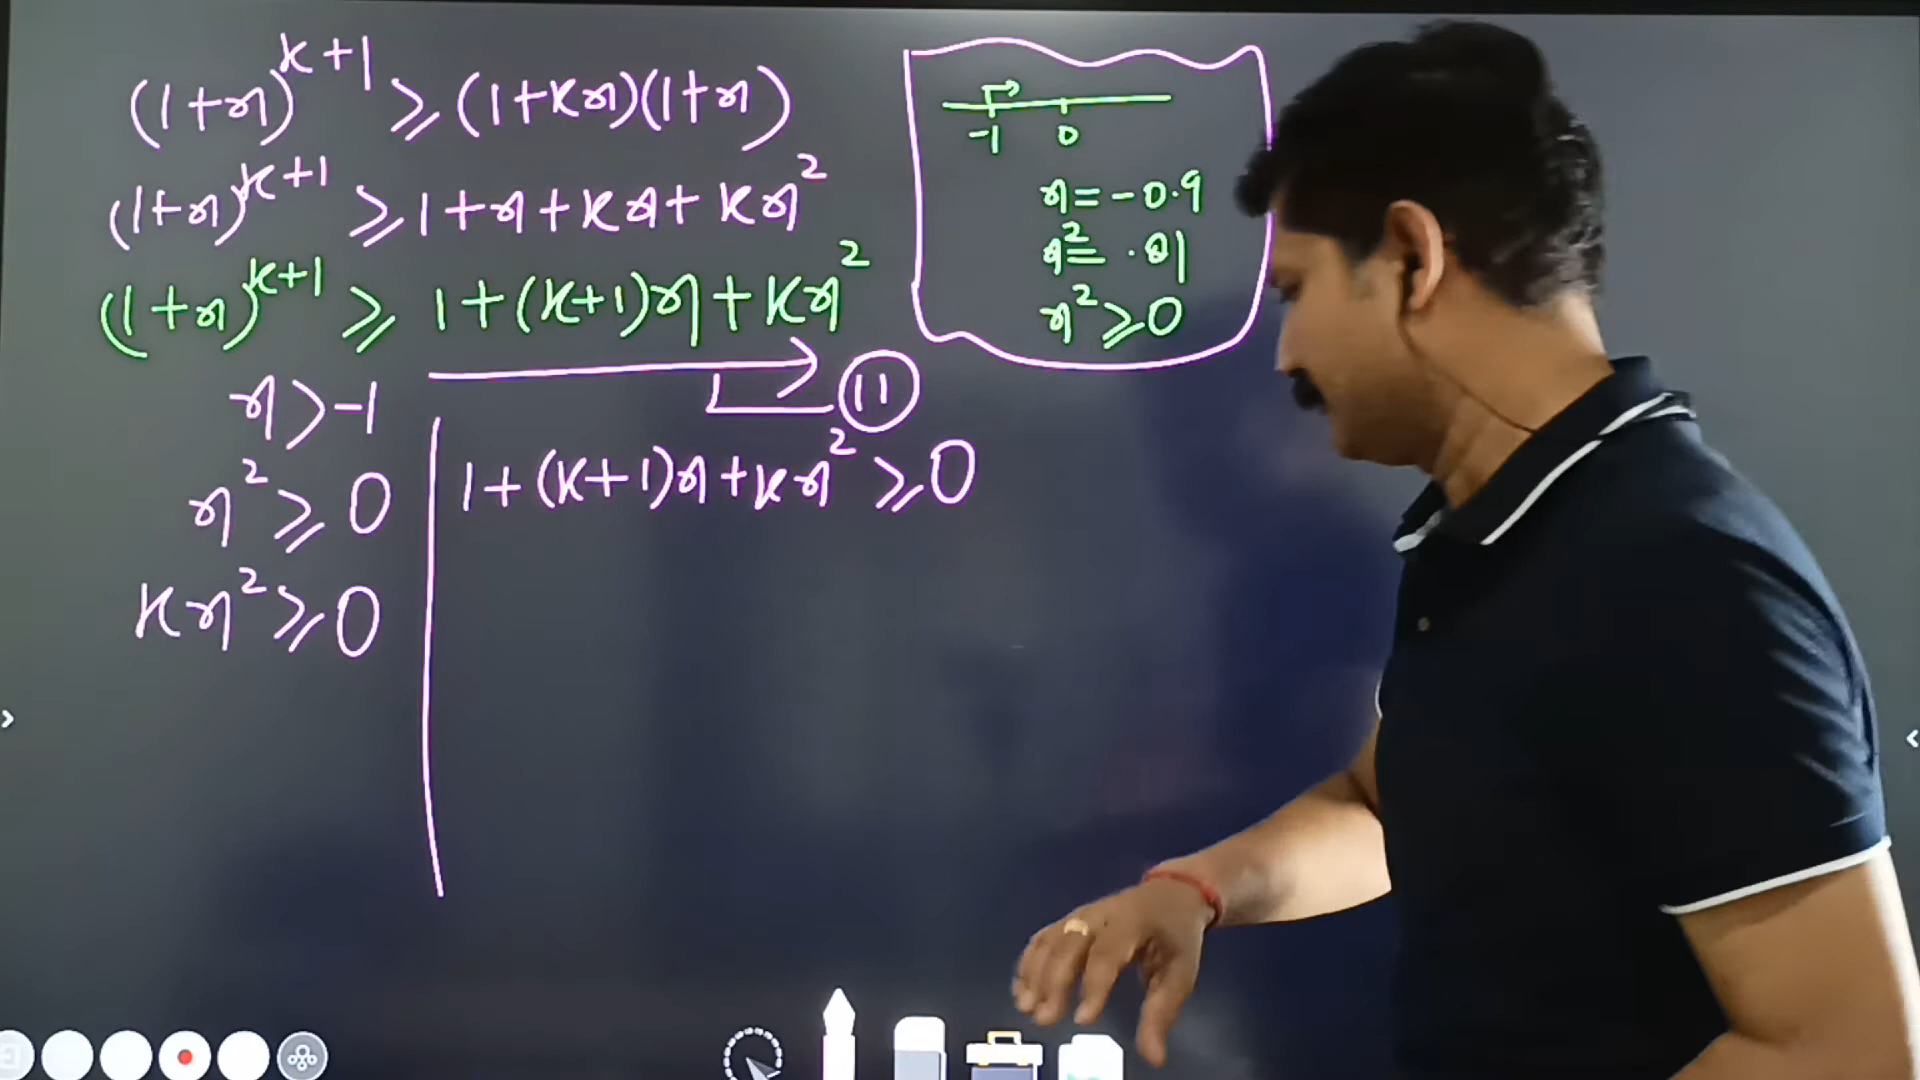 (1+x)^{k+1} ≥ (1+kx)(1+x)
(1+x)^{k+1} ≥ 1+x+kx+kx²
(1+x)^{k+1} ≥ 1+(k+1)x+kx²
11
x > -1
x² ≥ 0
kx² ≥ 0
1+(k+1)x+kx² ≥ 0
-1 0
x = -0.9
x² = .81
x² ≥ 0